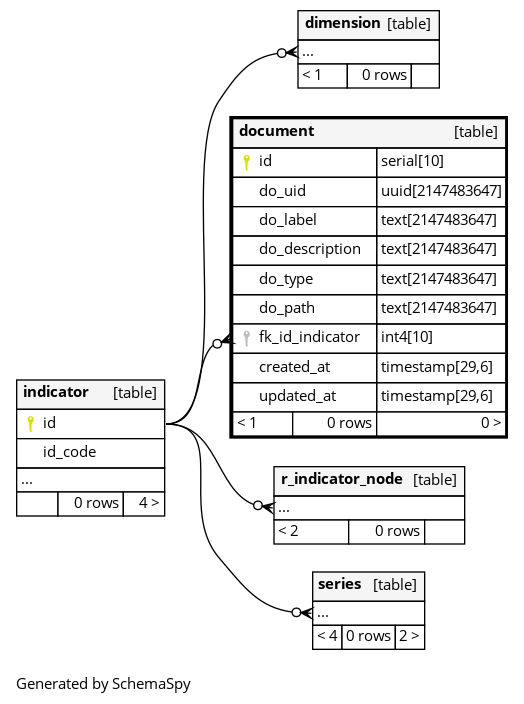 dimension [table]
...
< 1 0 rows
document [table]
id serial[10]
do_uid uuid[2147483647]
do_label text[2147483647]
do_description text[2147483647]
do_type text[2147483647]
do_path text[2147483647]
fk_id_indicator int4[10]
created_at timestamp[29,6]
updated_at timestamp[29,6]
< 1 0 rows 0 >
indicator [table]
id
id_code
...
0 rows 4 >
r_indicator_node [table]
...
< 2 0 rows
series [table]
...
< 4 0 rows 2 >
Generated by SchemaSpy